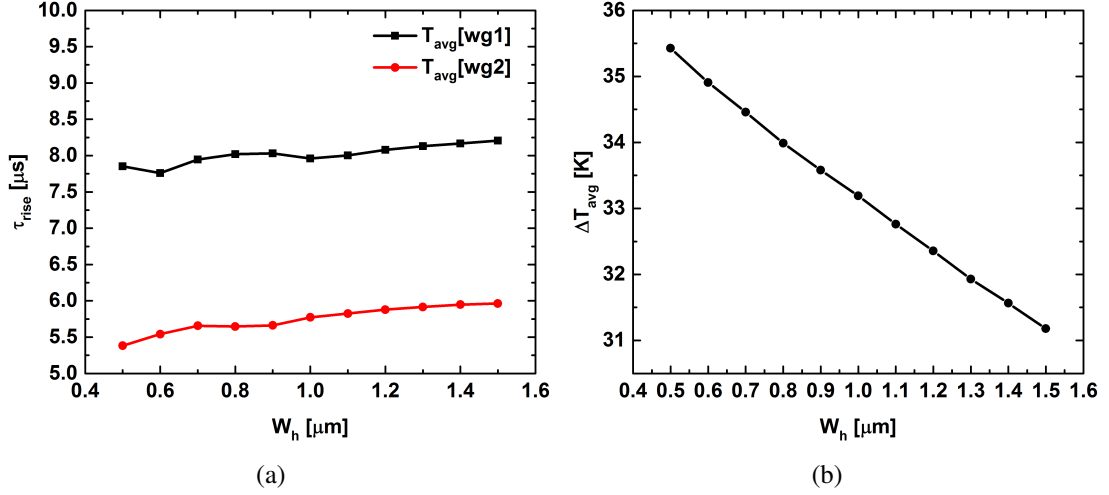 10.0
9.5
9.0
8.5
8.0
7.5
7.0
6.5
6.0
5.5
5.0
τrise [μs]
Tavg[wg1]
Tavg[wg2]
0.4 0.6 0.8 1.0 1.2 1.4 1.6
Wh [μm]
(a)
36
35
34
33
32
31
ΔTavg [K]
0.4 0.5 0.6 0.7 0.8 0.9 1.0 1.1 1.2 1.3 1.4 1.5 1.6
Wh [μm]
(b)